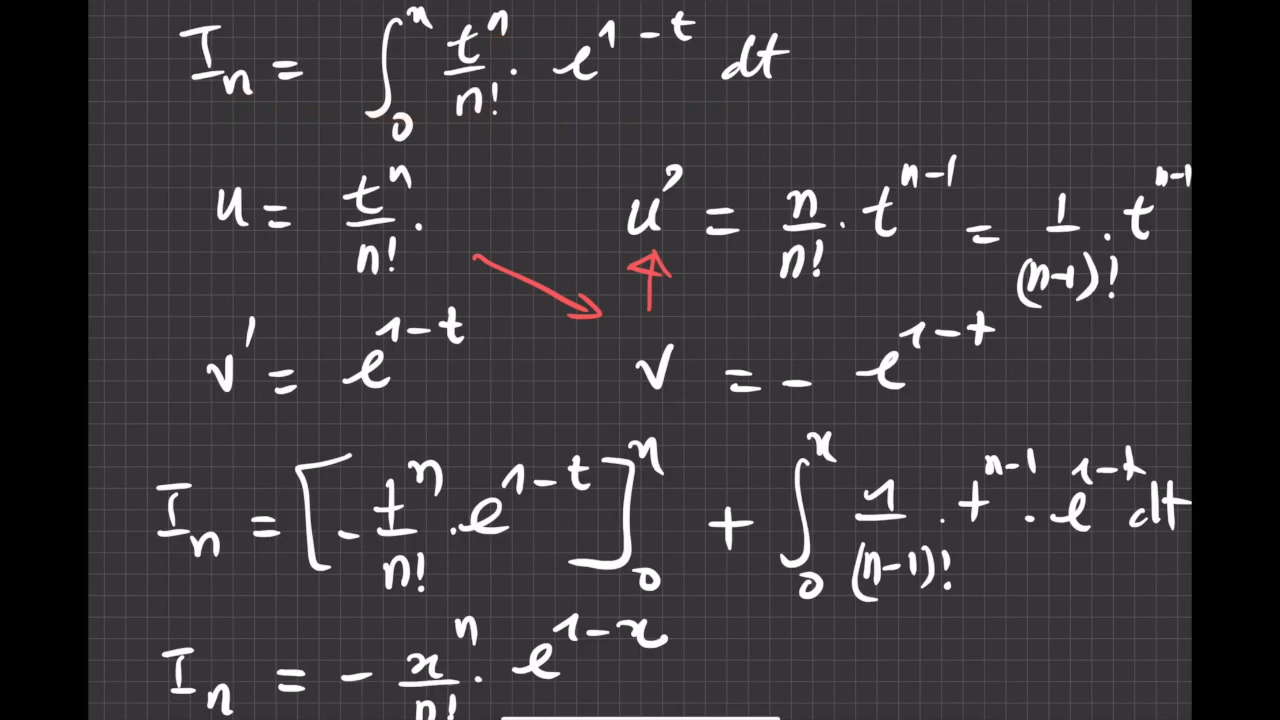 I_n = ∫_0^x t^n/n! · e^{1-t} dt
u = t^n/n! · u' = n/n! · t^{n-1} = 1/(n-1)! · t^{n-1}
v' = e^{1-t} v = - e^{1-t}
I_n = [- t^n/n! · e^{1-t}]_0^x + ∫_0^x 1/(n-1)! · t^{n-1} · e^{1-t} dt
I_n = - x^n/n! · e^{1-x}